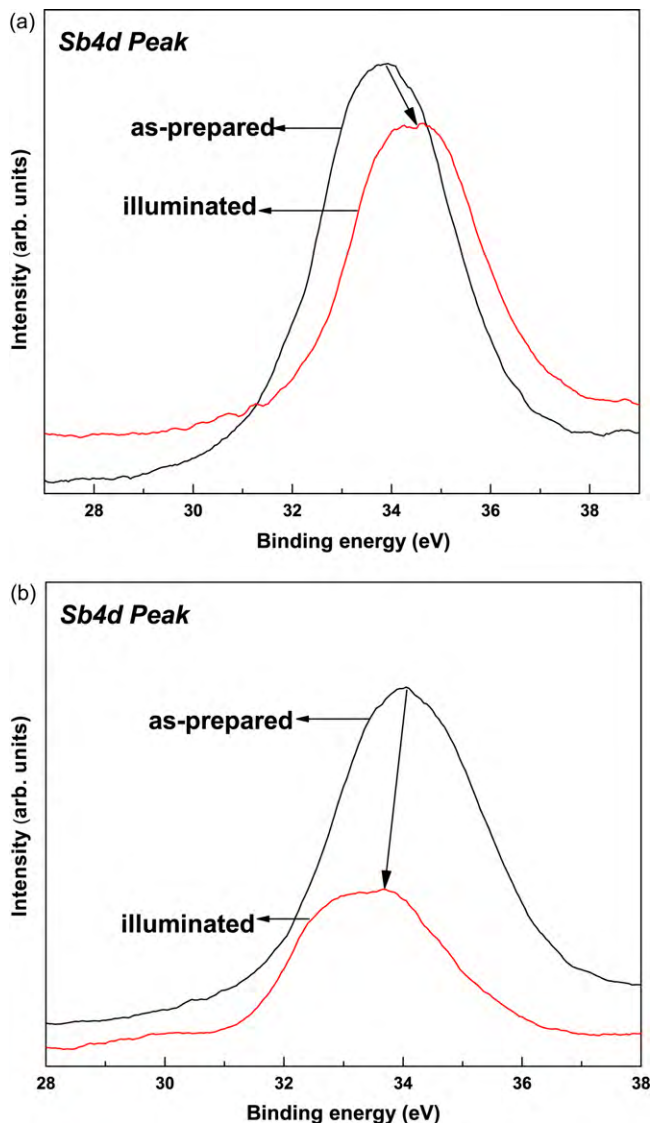 (a)
Sb4d Peak
as-prepared
illuminated
Intensity (arb. units)
28 30 32 34 36 38
Binding energy (eV)
(b)
Sb4d Peak
as-prepared
illuminated
Intensity (arb. units)
28 30 32 34 36 38
Binding energy (eV)